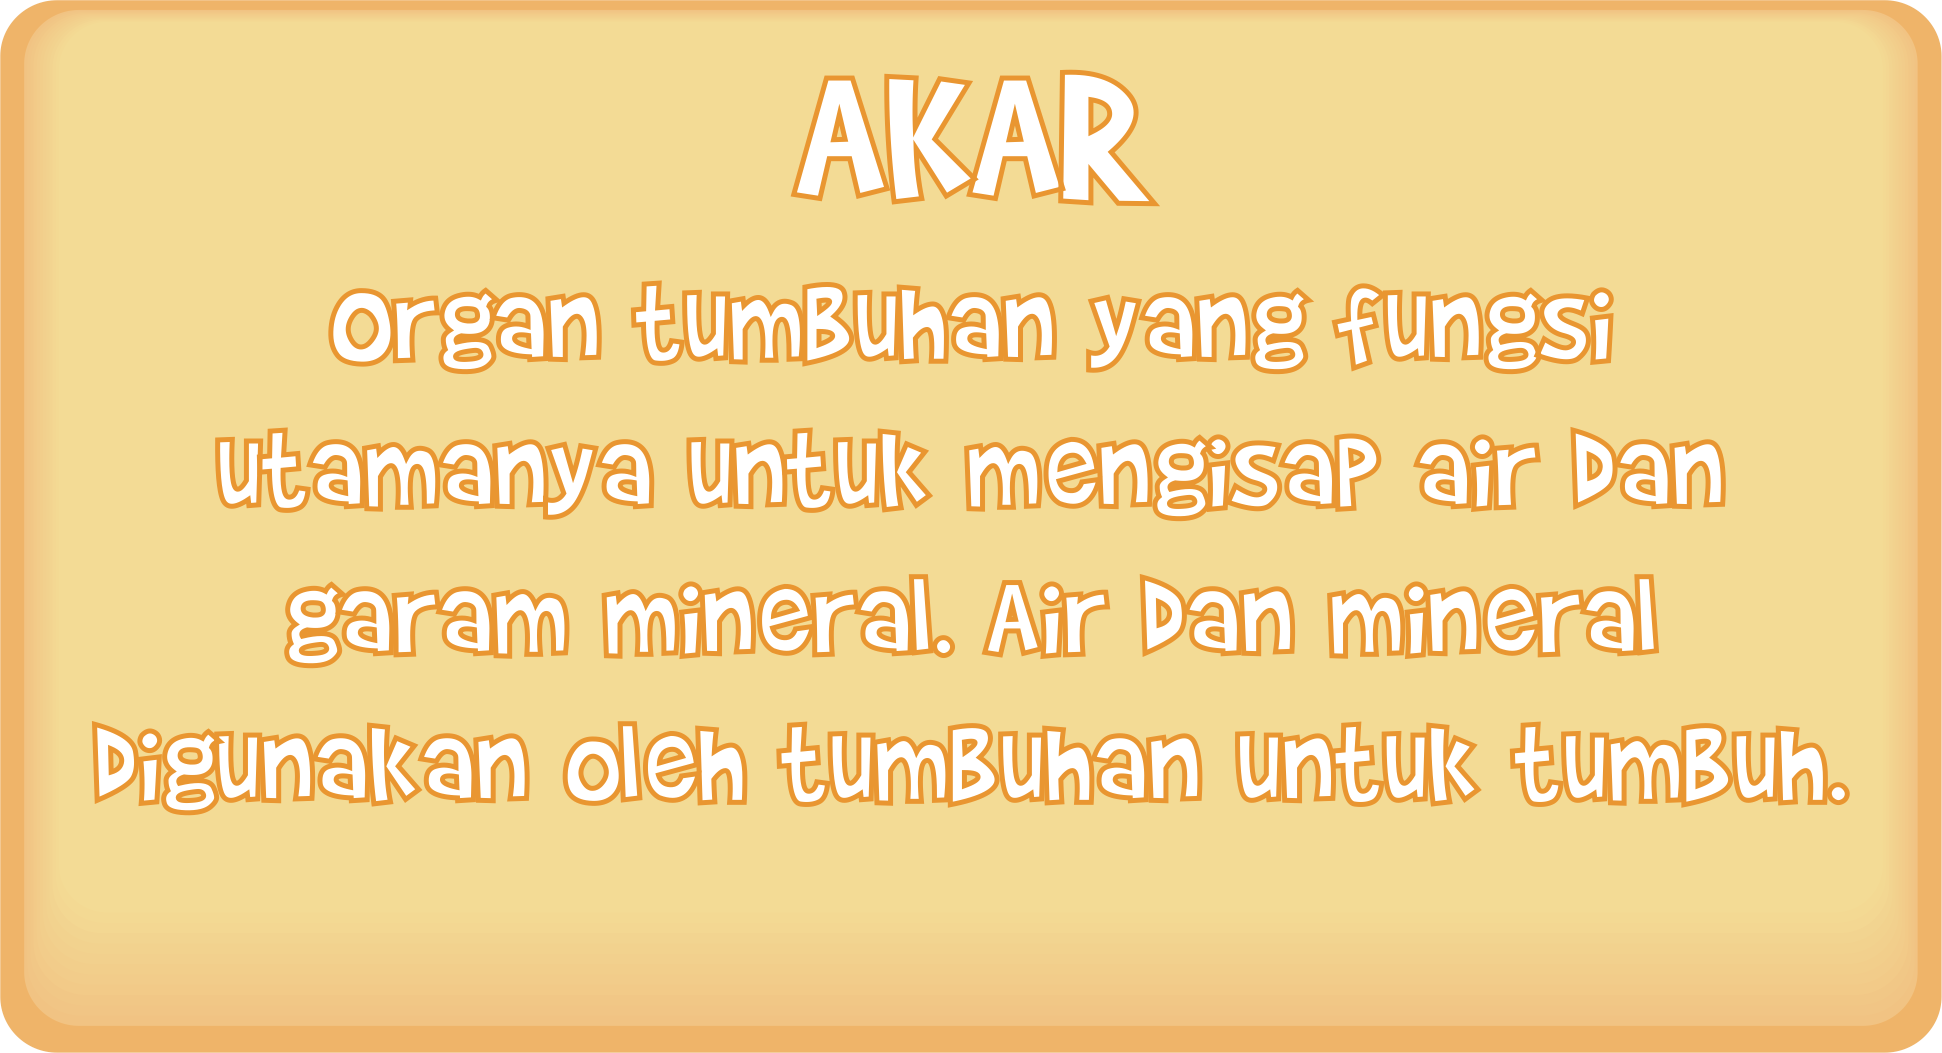 AKAR
Organ tumbuhan yang fungsi
utamanya untuk mengisap air dan
garam mineral. Air dan mineral
digunakan oleh tumbuhan untuk tumbuh.